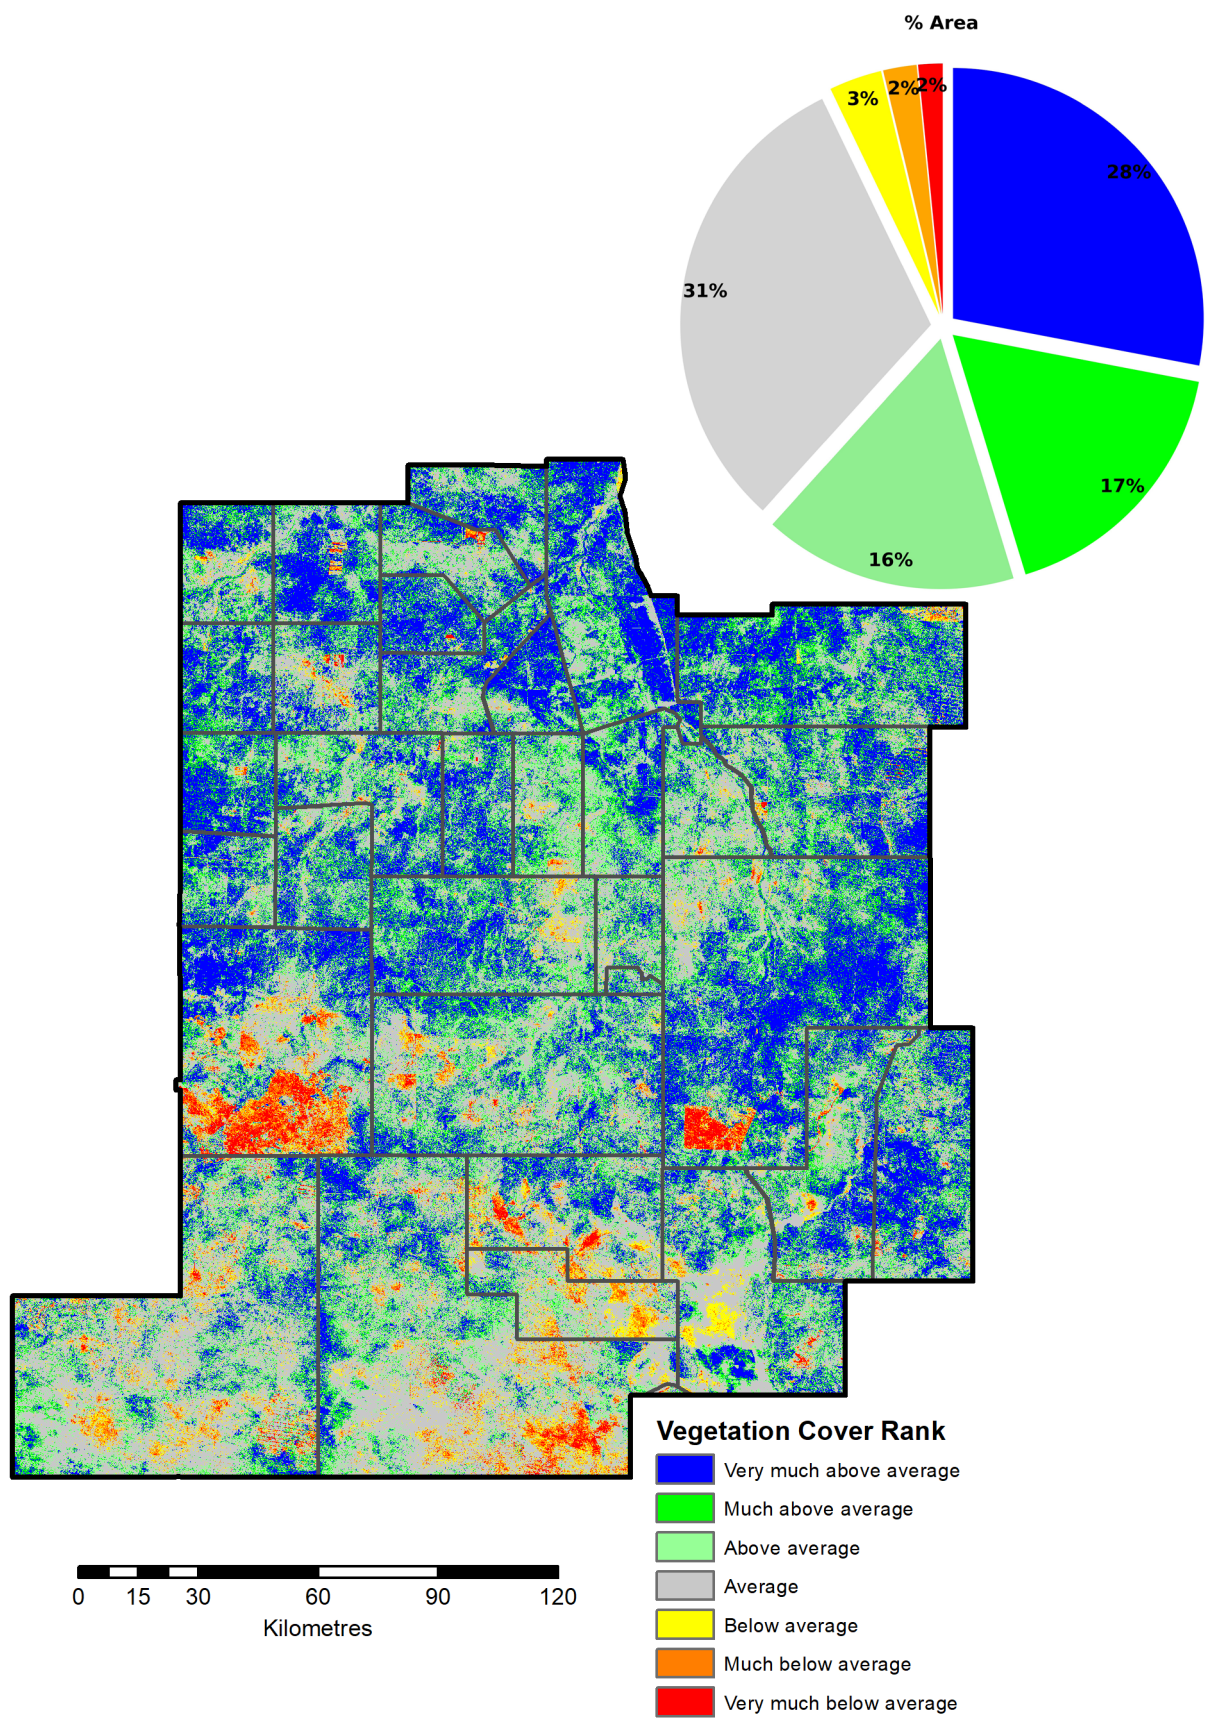 % Area
3%
2%
2%
28%
31%
17%
16%
Vegetation Cover Rank
Very much above average
Much above average
Above average
Average
Below average
Much below average
Very much below average
0 15 30 60 90 120
Kilometres